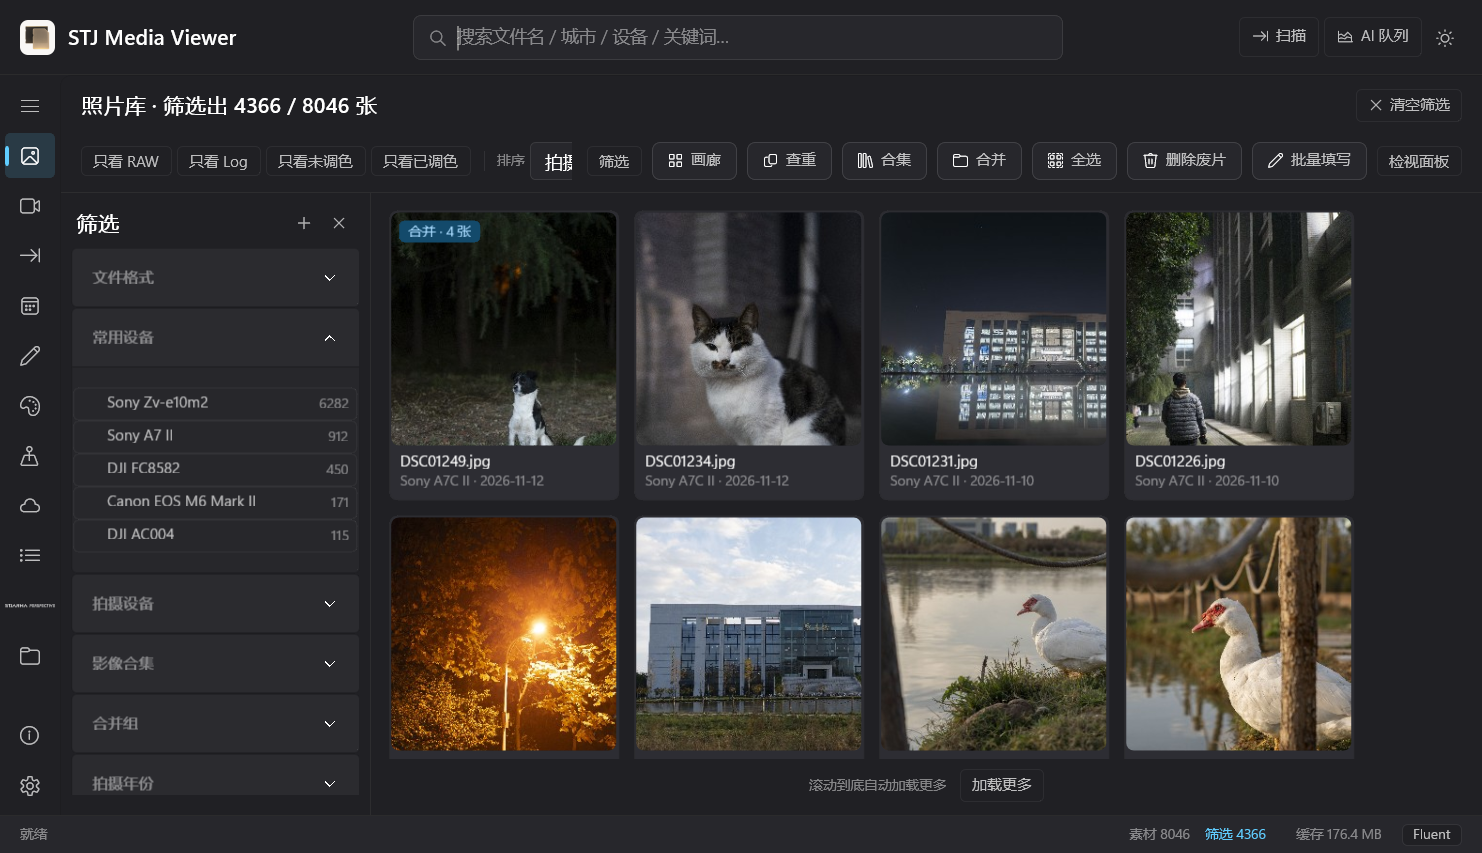 STJ Media Viewer
搜索文件名 / 城市 / 设备 / 关键词...
扫描
AI 队列
照片库 · 筛选出 4366 / 8046 张
清空筛选
只看 RAW
只看 Log
只看未调色
只看已调色
排序
拍摄
筛选
画廊
查重
合集
合并
全选
删除废片
批量填写
检视面板
筛选
文件格式
常用设备
Sony Zv-e10m2 6282
Sony A7 II 912
DJI FC8582 450
Canon EOS M6 Mark II 171
DJI AC004 115
拍摄设备
影像合集
合并组
拍摄年份
合并 · 4 张
DSC01249.jpg
Sony A7C II · 2026-11-12
DSC01234.jpg
Sony A7C II · 2026-11-12
DSC01231.jpg
Sony A7C II · 2026-11-10
DSC01226.jpg
Sony A7C II · 2026-11-10
滚动到底自动加载更多
加载更多
就绪
素材 8046
筛选 4366
缓存 176.4 MB
Fluent